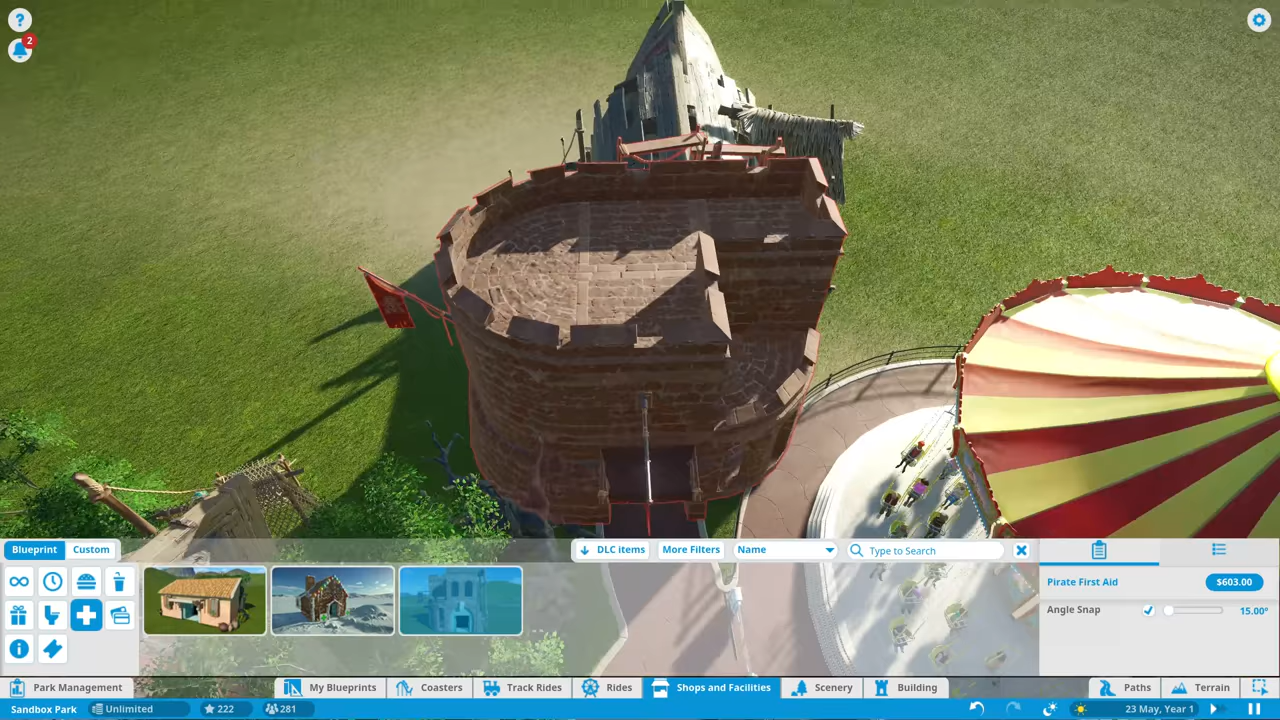 ?
2
Blueprint
Custom
DLC items
More Filters
Name
Type to Search
Pirate First Aid
$603.00
Angle Snap
15.00°
Park Management
My Blueprints
Coasters
Track Rides
Rides
Shops and Facilities
Scenery
Building
Paths
Terrain
Sandbox Park
Unlimited
222
281
23 May, Year 1